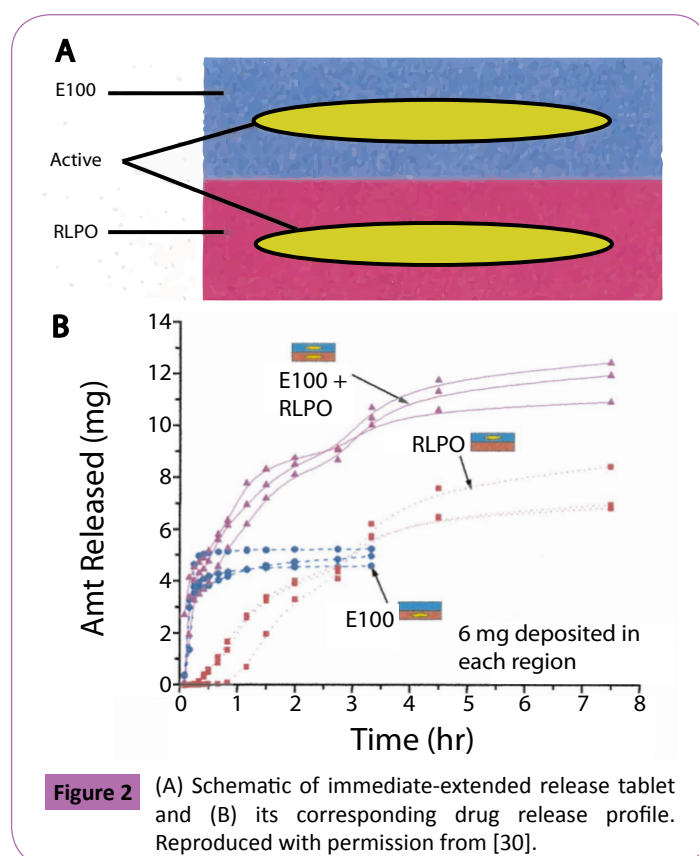 A
E100
Active
RLPO
B
14
12
10
8
6
4
2
0
Amt Released (mg)
E100 +
RLPO
RLPO
E100
6 mg deposited in
each region
0 1 2 3 4 5 6 7 8
Time (hr)
Figure 2 (A) Schematic of immediate-extended release tablet
and (B) its corresponding drug release profile.
Reproduced with permission from [30].